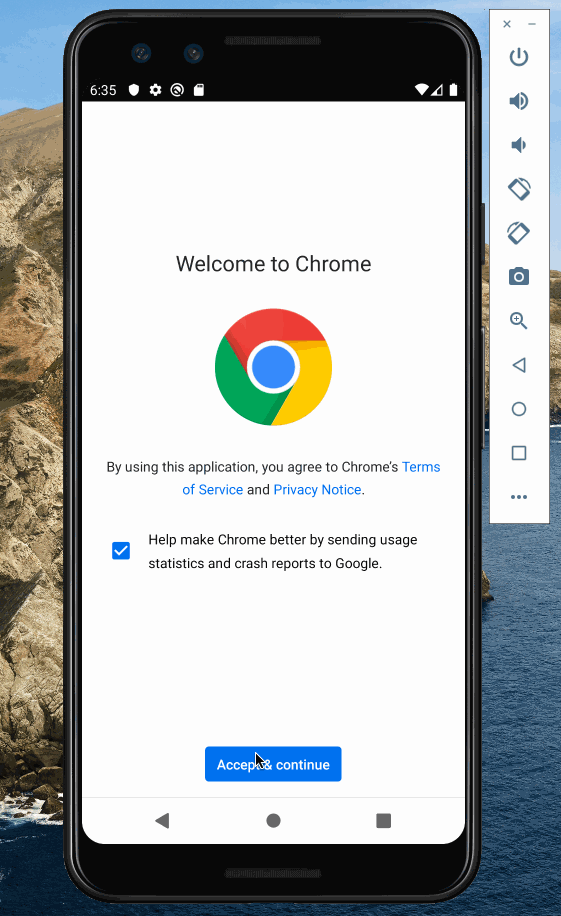 6:35
Welcome to Chrome
By using this application, you agree to Chrome's Terms
of Service and Privacy Notice.
Help make Chrome better by sending usage
statistics and crash reports to Google.
Accept & continue